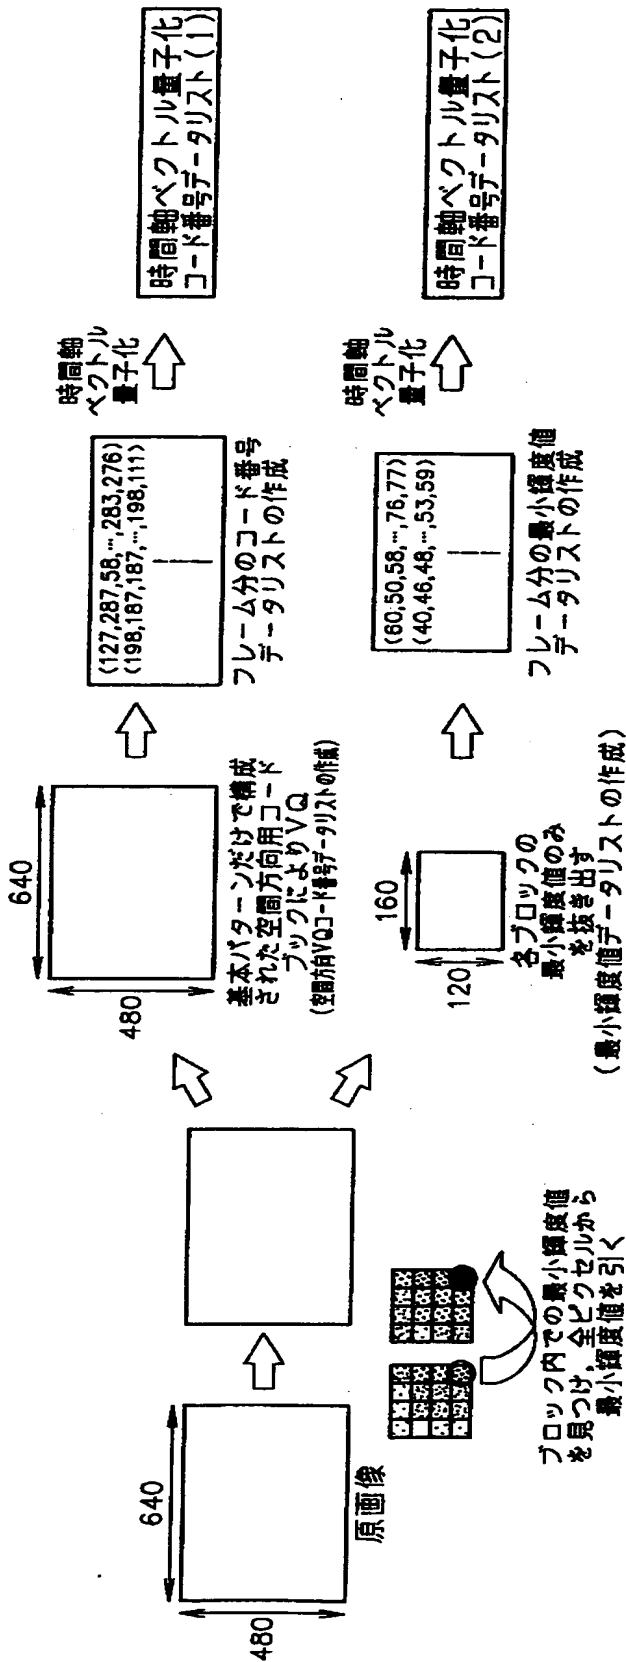 640
480
原画像
ブロック内での最小輝度値
を見つけ,全ピクセルから
最小輝度値を引く
640
480
基本パターンだけで構成
された空間方向用コード
ブックによりVQ
(空間方向VQコード番号データリストの作成)
(127,287,58,…,283,276)
(198,187,187,…,198,111)
フレーム分のコード番号
データリストの作成
時間軸
ベクトル
量子化
時間軸ベクトル量子化
コード番号データリスト(1)
160
120
各ブロックの
最小輝度値のみ
を抜き出す
(最小輝度値データリストの作成)
(60,50,58,…,76,77)
(40,46,48,…,53,59)
フレーム分の最小輝度値
データリストの作成
時間軸
ベクトル
量子化
時間軸ベクトル量子化
コード番号データリスト(2)